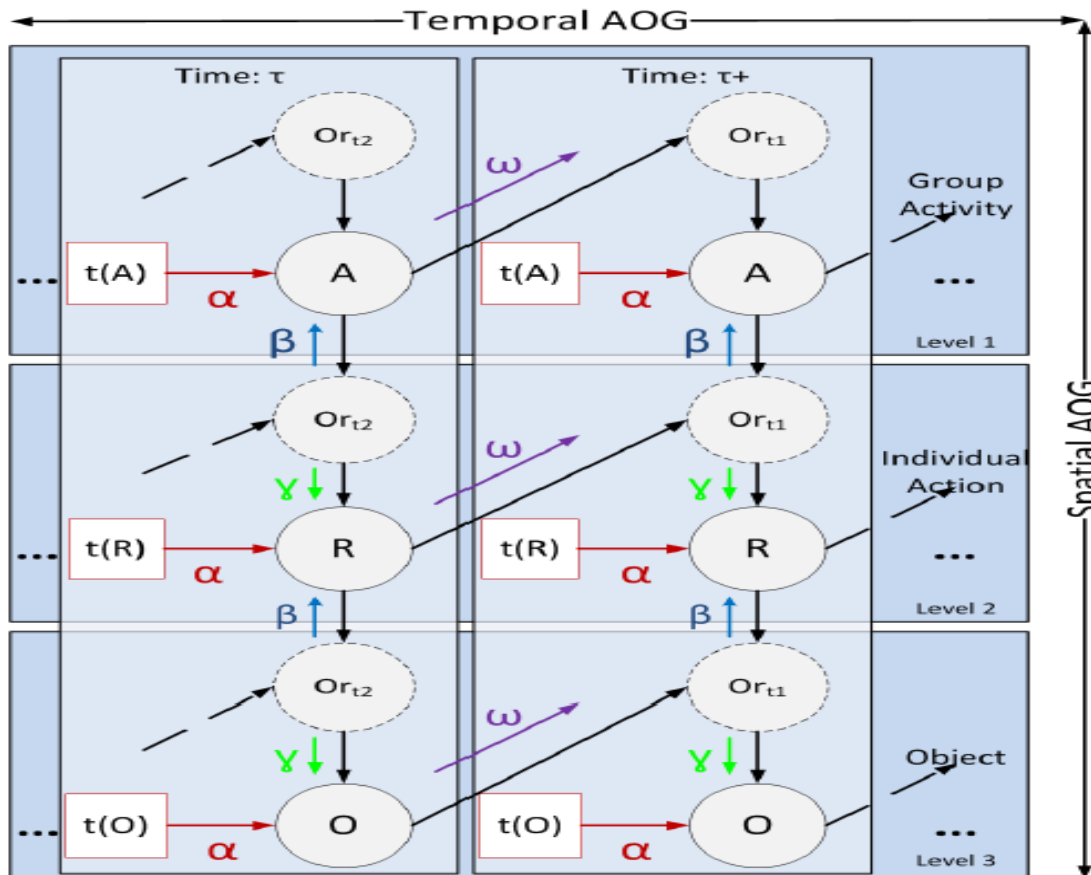 Temporal AOG
Time: τ
Time: τ+
Or_t2
Or_t1
ω
Group
Activity
t(A)
α
A
t(A)
α
A
...
...
β
β
Level 1
Or_t2
Or_t1
ω
Individual
Action
γ
γ
t(R)
α
R
t(R)
α
R
...
...
β
β
Level 2
Or_t2
Or_t1
ω
Object
γ
γ
t(O)
α
O
t(O)
α
O
...
...
Level 3
Spatial AOG